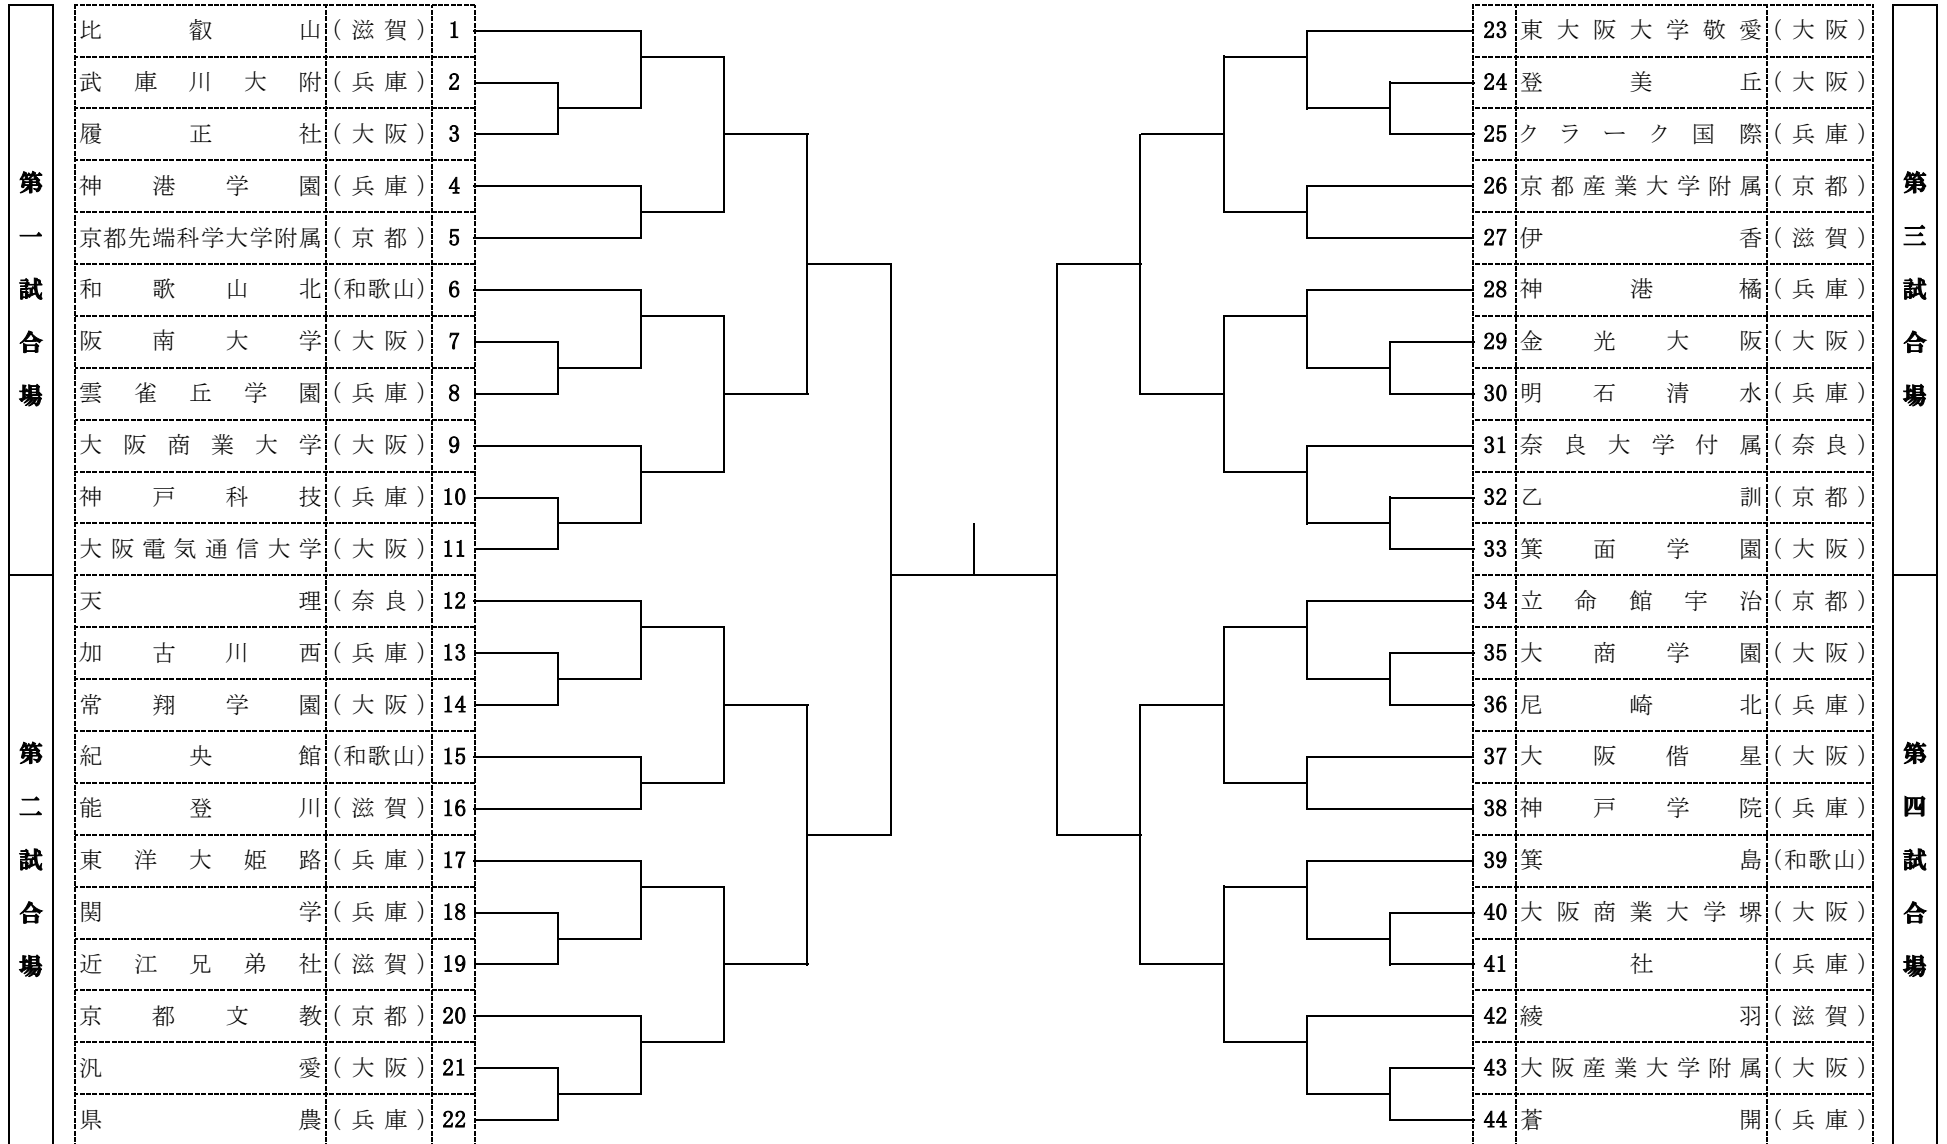 第一試合場
比叡山 (滋賀) 1
武庫川大附 (兵庫) 2
履正社 (大阪) 3
神港学園 (兵庫) 4
京都先端科学大学附属 (京都) 5
和歌山北 (和歌山) 6
阪南大学 (大阪) 7
雲雀丘学園 (兵庫) 8
大阪商業大学 (大阪) 9
神戸科技 (兵庫) 10
大阪電気通信大学 (大阪) 11
第二試合場
天理 (奈良) 12
加古川西 (兵庫) 13
常翔学園 (大阪) 14
紀央館 (和歌山) 15
能登川 (滋賀) 16
東洋大姫路 (兵庫) 17
関学 (兵庫) 18
近江兄弟社 (滋賀) 19
京都文教 (京都) 20
汎愛 (大阪) 21
県農 (兵庫) 22
第三試合場
23 東大阪大学敬愛 (大阪)
24 登美丘 (大阪)
25 クラーク国際 (兵庫)
26 京都産業大学附属 (京都)
27 伊香 (滋賀)
28 神港橘 (兵庫)
29 金光大阪 (大阪)
30 明石清水 (兵庫)
31 奈良大学付属 (奈良)
32 乙訓 (京都)
33 箕面学園 (大阪)
第四試合場
34 立命館宇治 (京都)
35 大商学園 (大阪)
36 尼崎北 (兵庫)
37 大阪偕星 (大阪)
38 神戸学院 (兵庫)
39 箕島 (和歌山)
40 大阪商業大学堺 (大阪)
41 社 (兵庫)
42 綾羽 (滋賀)
43 大阪産業大学附属 (大阪)
44 蒼開 (兵庫)